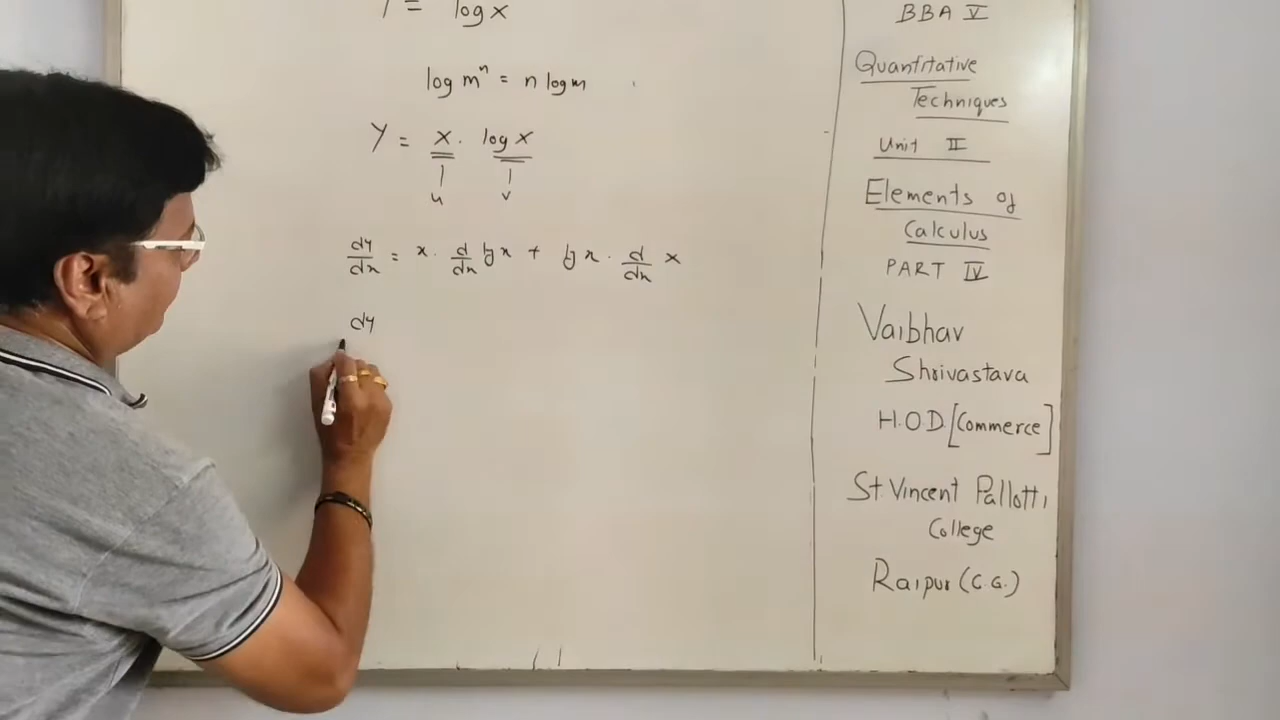 Y = log x
log mⁿ = n log m
Y = x . log x
u v
dy/dx = x . d/dx log x + log x . d/dx x
dy
BBA V
Quantitative
Techniques
Unit II
Elements of
Calculus
PART IV
Vaibhav
Shrivastava
H.O.D [Commerce]
St. Vincent Pallotti
College
Raipur (C.G.)